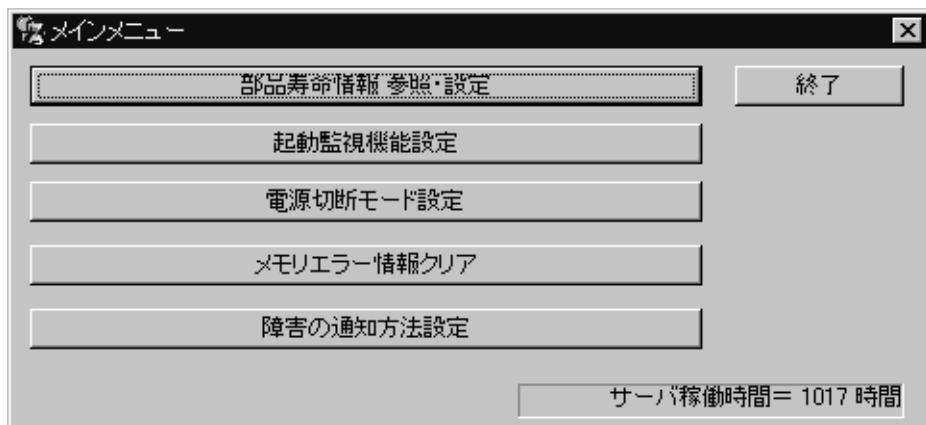 メインメニュー
部品寿命情報 参照・設定
終了
起動監視機能設定
電源切断モード設定
メモリエラー情報クリア
障害の通知方法設定
サーバ稼働時間＝ 1017 時間